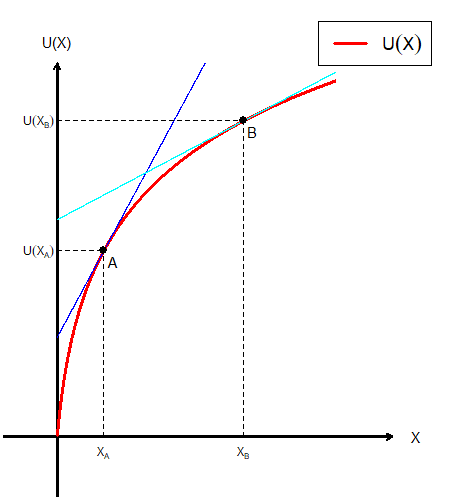 U(X)
U(X)
U(X_B)
B
U(X_A)
A
X
X_A
X_B